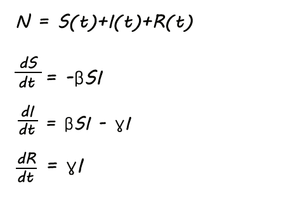 N = S(t)+I(t)+R(t)
dS/dt = -βSI
dI/dt = βSI - γI
dR/dt = γI